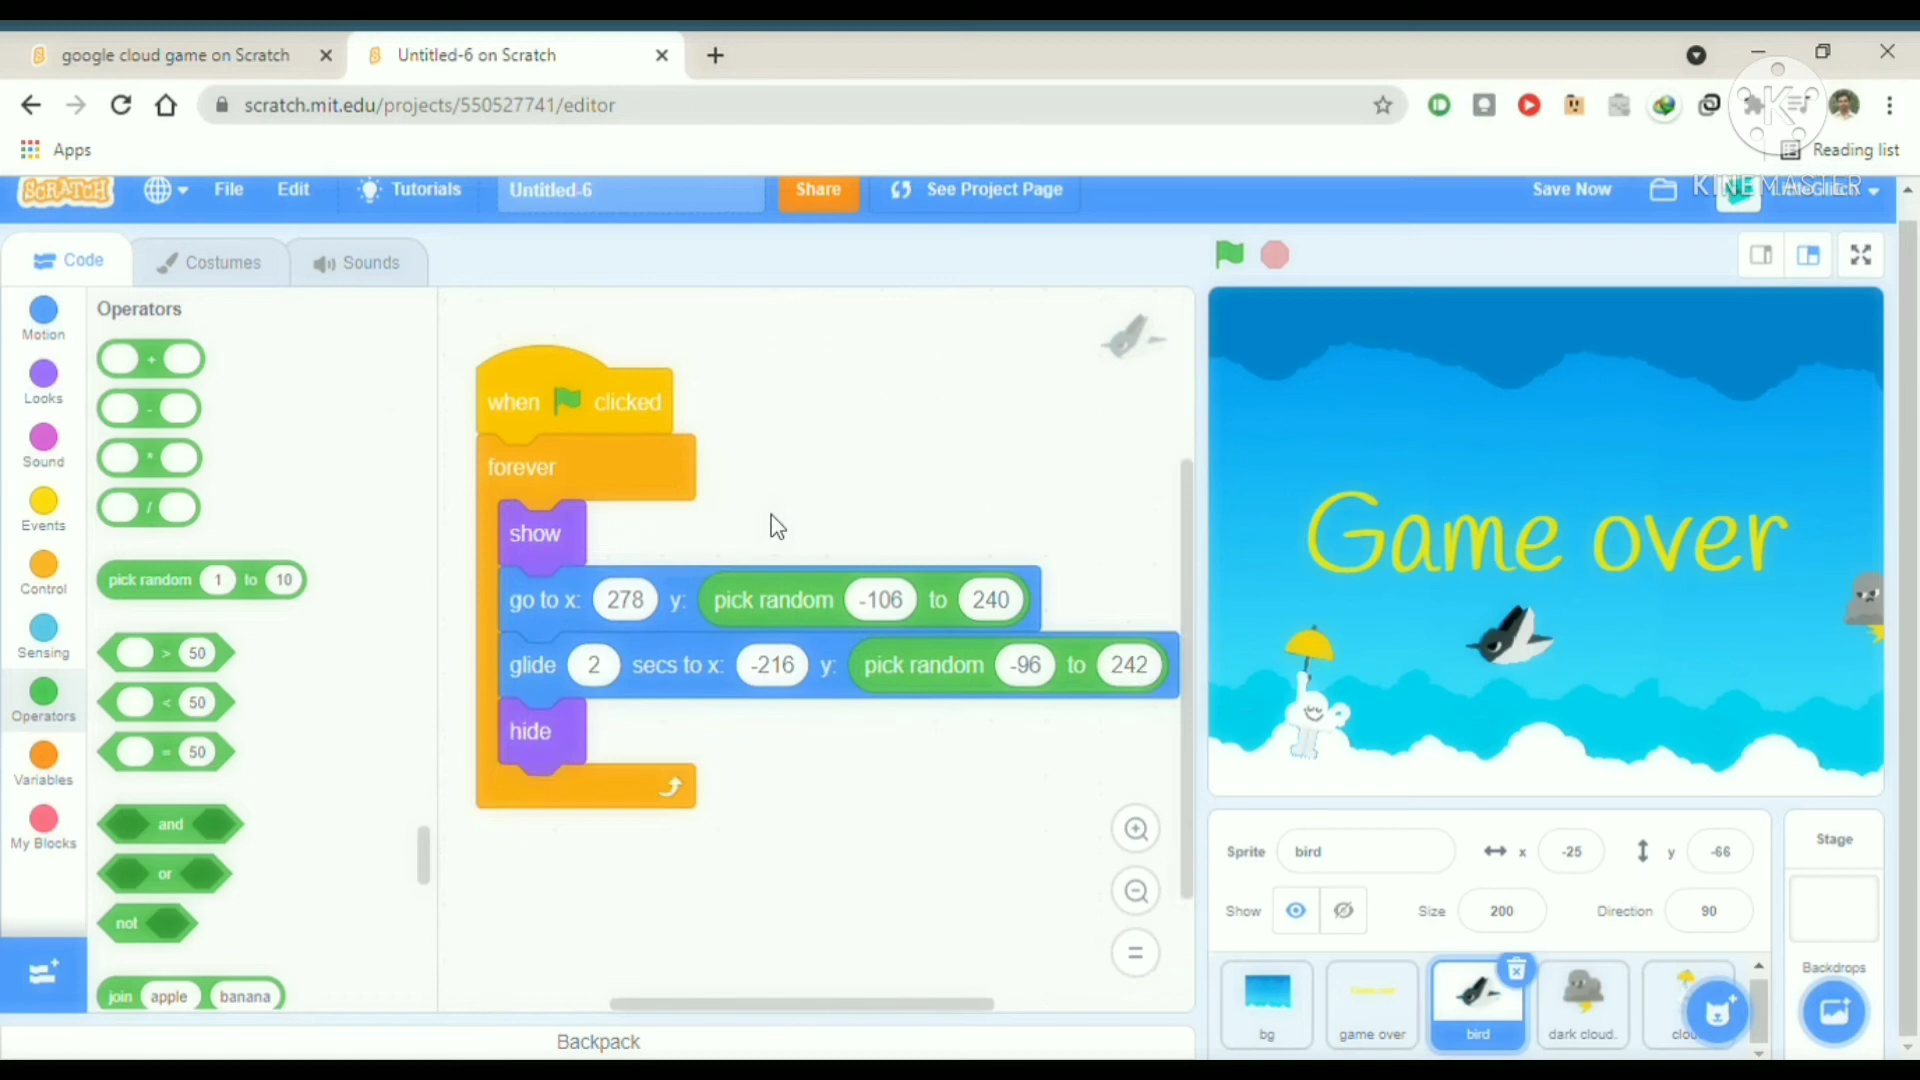 google cloud game on Scratch
Untitled-6 on Scratch
scratch.mit.edu/projects/550527741/editor
Apps
Reading list
SCRATCH
File
Edit
Tutorials
Untitled-6
Share
See Project Page
Save Now
KINEMASTER
Code
Costumes
Sounds
Motion
Looks
Sound
Events
Control
Sensing
Operators
Variables
My Blocks
Operators
+
-
*
/
pick random 1 to 10
> 50
< 50
= 50
and
or
not
join apple banana
when clicked
forever
show
go to x: 278 y: pick random -106 to 240
glide 2 secs to x: -216 y: pick random -96 to 242
hide
Backpack
Game over
Sprite bird x -25 y -66
Show Size 200 Direction 90
bg
game over
bird
dark cloud.
Stage
Backdrops